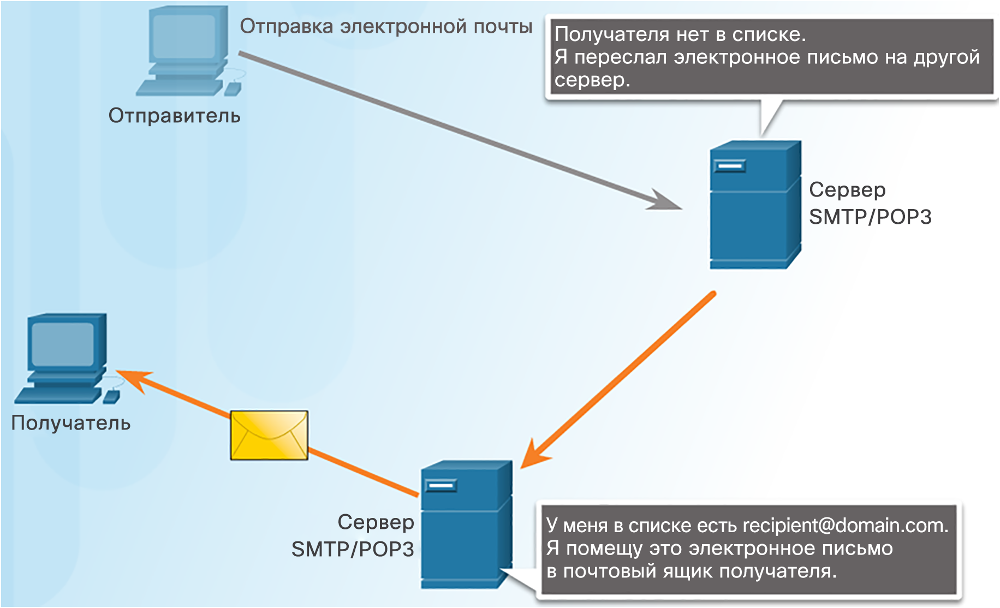 Отправка электронной почты
Получателя нет в списке.
Я переслал электронное письмо на другой
сервер.
Отправитель
Сервер
SMTP/POP3
Получатель
Сервер
SMTP/POP3
У меня в списке есть recipient@domain.com.
Я помещу это электронное письмо
в почтовый ящик получателя.